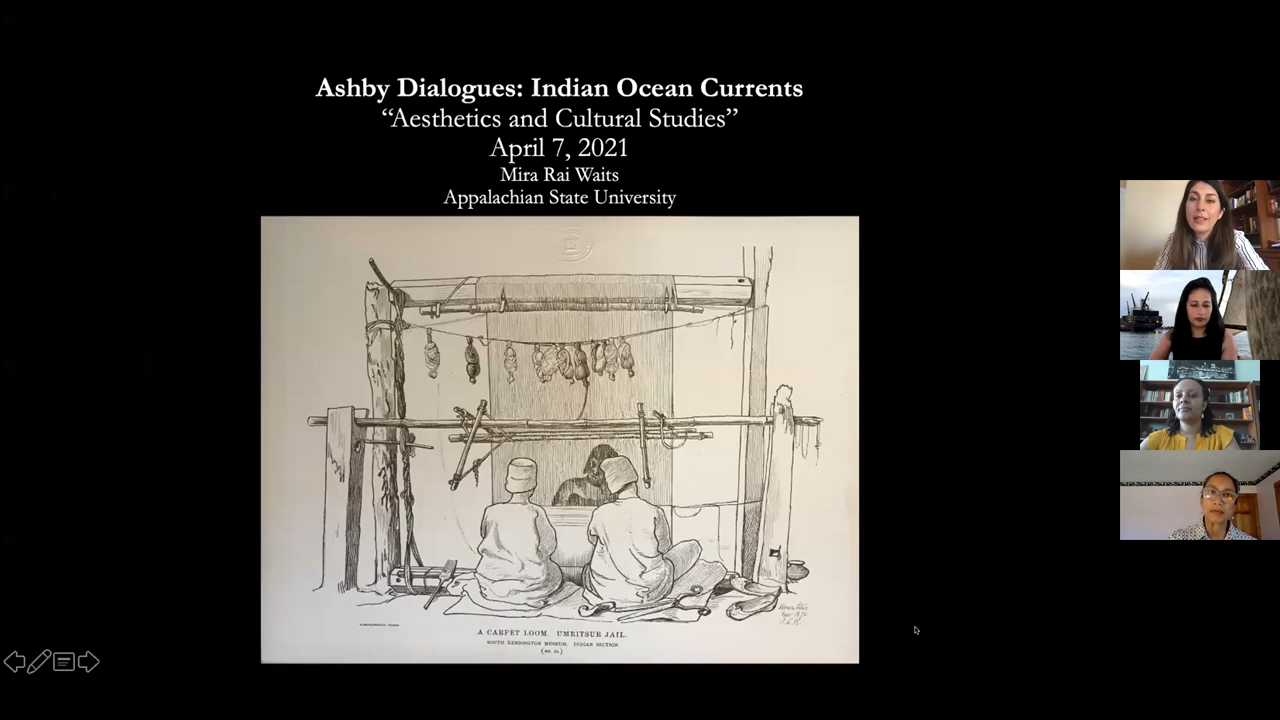 Ashby Dialogues: Indian Ocean Currents
“Aesthetics and Cultural Studies”
April 7, 2021
Mira Rai Waits
Appalachian State University
A CARPET LOOM. UMRITSUR JAIL.
SOUTH KENSINGTON MUSEUM. INDIAN SECTION.